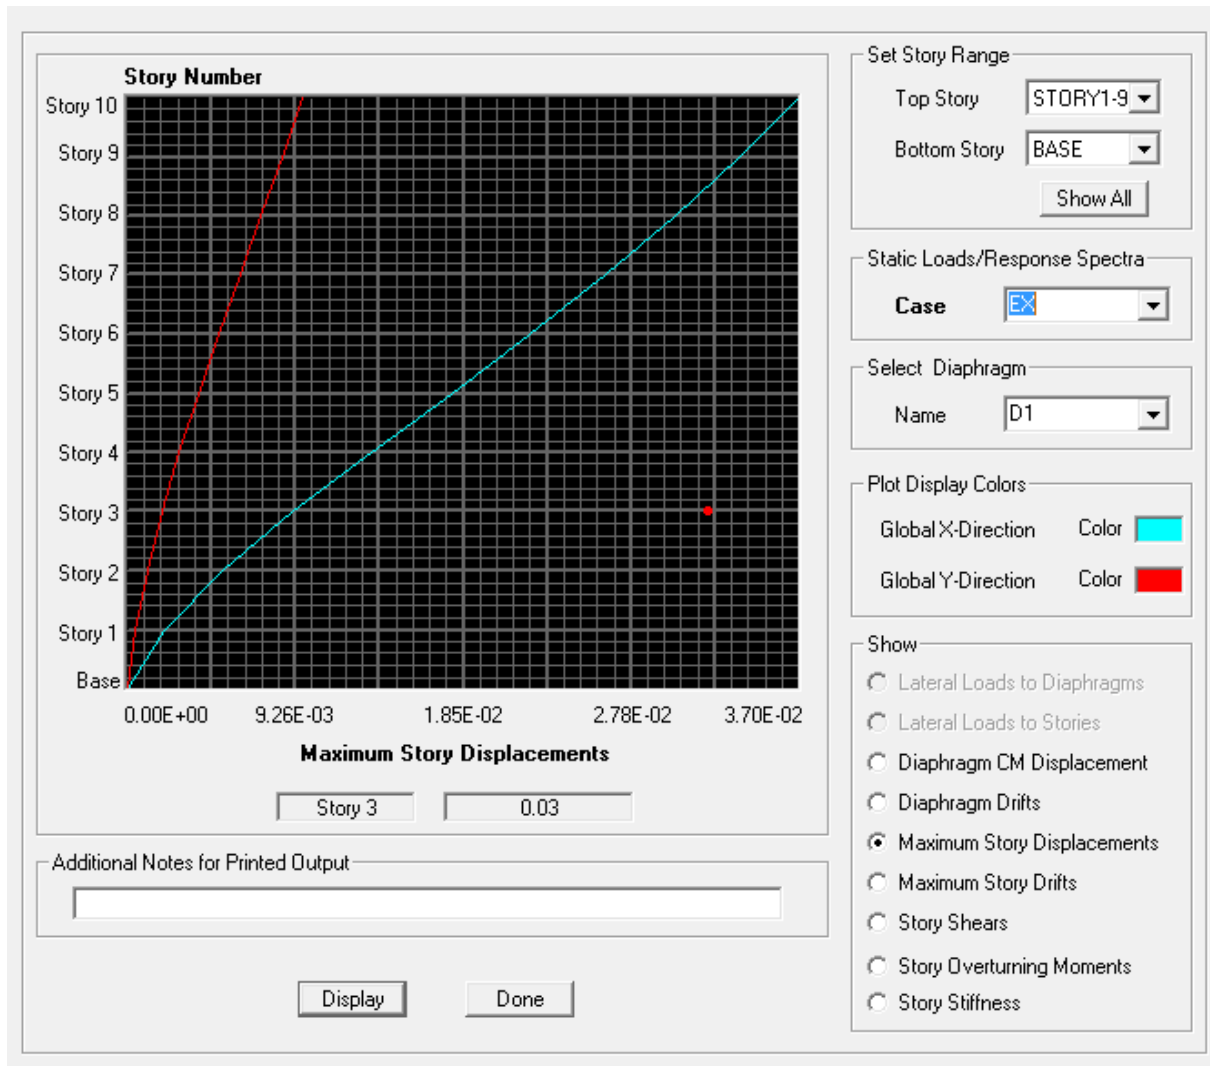 Story Number
Story 10
Story 9
Story 8
Story 7
Story 6
Story 5
Story 4
Story 3
Story 2
Story 1
Base
0.00E+00 9.26E-03 1.85E-02 2.78E-02 3.70E-02
Maximum Story Displacements
Story 3 0.03
Additional Notes for Printed Output
Display Done
Set Story Range
Top Story STORY1-9
Bottom Story BASE
Show All
Static Loads/Response Spectra
Case EX
Select Diaphragm
Name D1
Plot Display Colors
Global X-Direction Color
Global Y-Direction Color
Show
Lateral Loads to Diaphragms
Lateral Loads to Stories
Diaphragm CM Displacement
Diaphragm Drifts
Maximum Story Displacements
Maximum Story Drifts
Story Shears
Story Overturning Moments
Story Stiffness